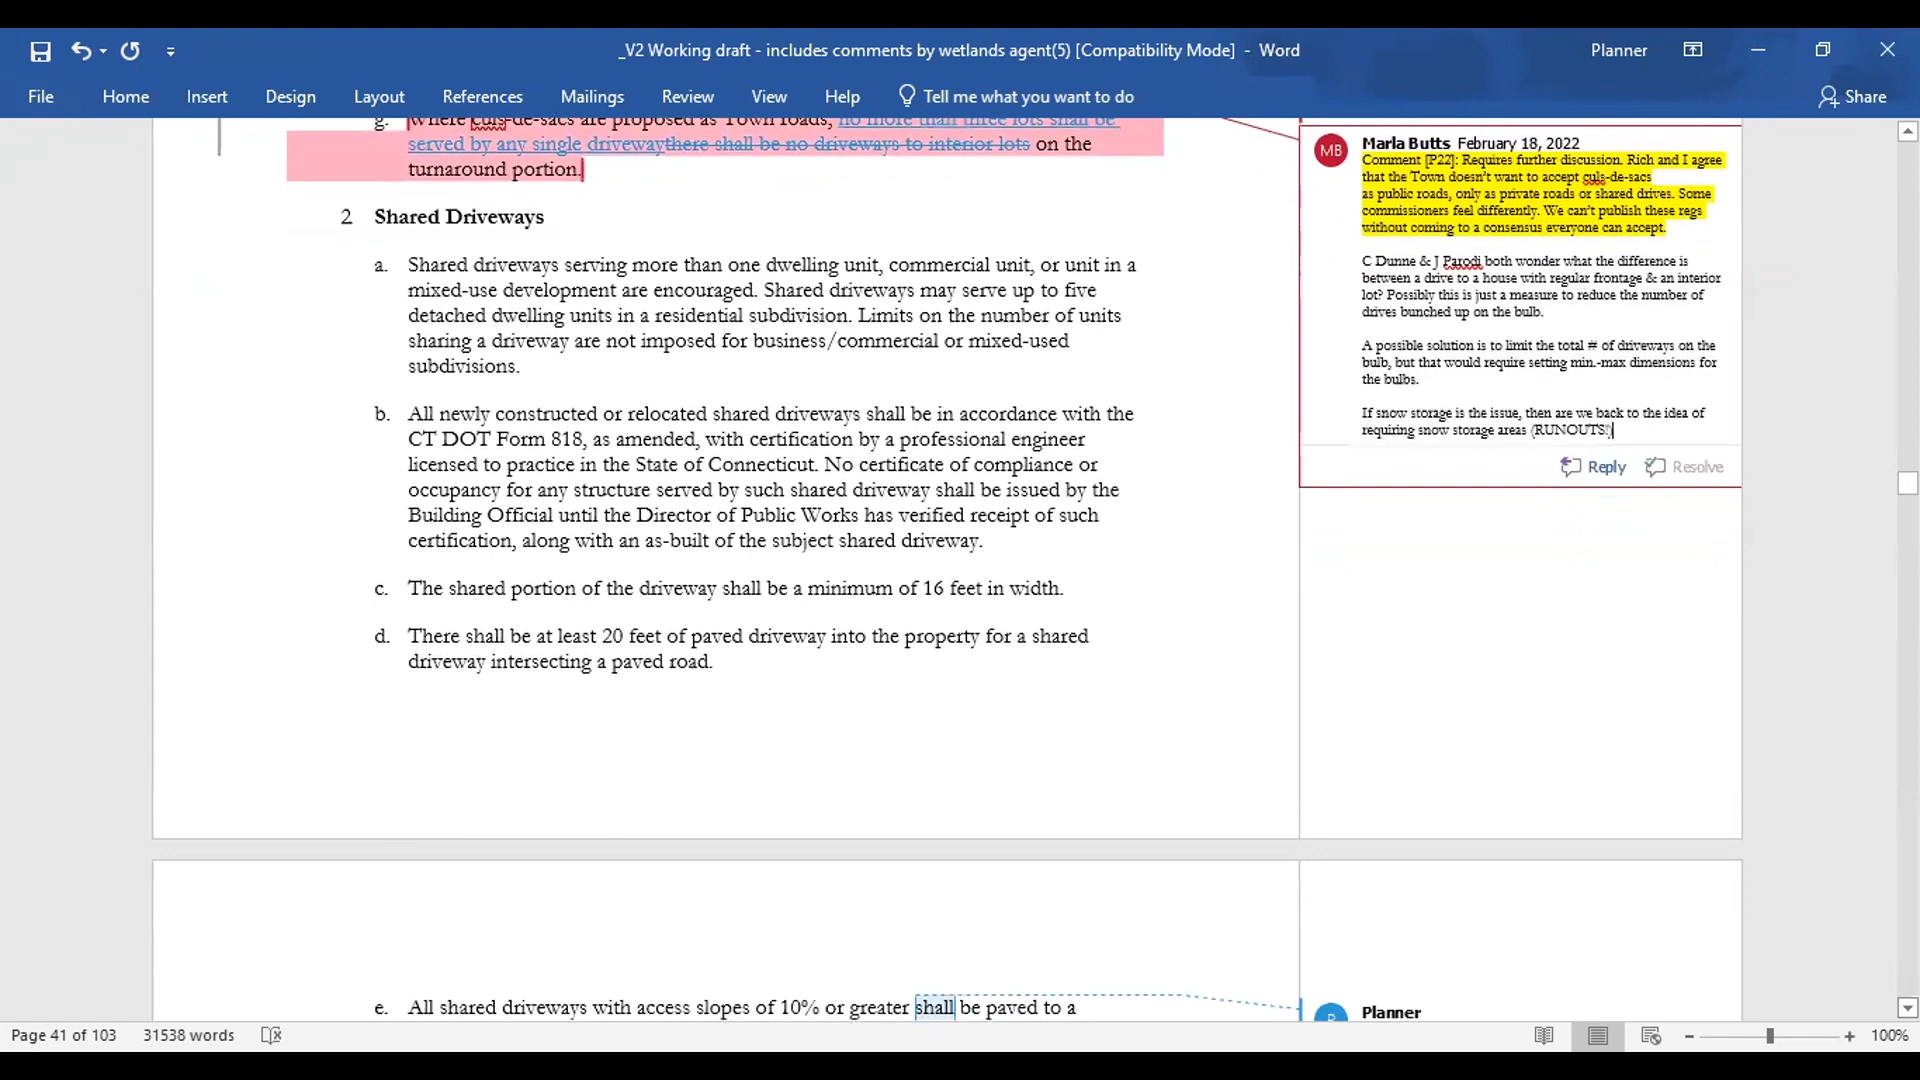 _V2 Working draft - includes comments by wetlands agent(5) [Compatibility Mode] - Word
Planner
File Home Insert Design Layout References Mailings Review View Help Tell me what you want to do Share
g. Where culs-de-sacs are proposed as Town roads, no more than three lots shall be
served by any single drivewaythere shall be no driveways to interior lots on the
turnaround portion.
2 Shared Driveways
a. Shared driveways serving more than one dwelling unit, commercial unit, or unit in a
mixed-use development are encouraged. Shared driveways may serve up to five
detached dwelling units in a residential subdivision. Limits on the number of units
sharing a driveway are not imposed for business/commercial or mixed-used
subdivisions.
b. All newly constructed or relocated shared driveways shall be in accordance with the
CT DOT Form 818, as amended, with certification by a professional engineer
licensed to practice in the State of Connecticut. No certificate of compliance or
occupancy for any structure served by such shared driveway shall be issued by the
Building Official until the Director of Public Works has verified receipt of such
certification, along with an as-built of the subject shared driveway.
c. The shared portion of the driveway shall be a minimum of 16 feet in width.
d. There shall be at least 20 feet of paved driveway into the property for a shared
driveway intersecting a paved road.
e. All shared driveways with access slopes of 10% or greater shall be paved to a
MB
Marla Butts February 18, 2022
Comment [P22]: Requires further discussion. Rich and I agree
that the Town doesn't want to accept culs-de-sacs
as public roads, only as private roads or shared drives. Some
commissioners feel differently. We can't publish these regs
without coming to a consensus everyone can accept.
C Dunne & J Parodi both wonder what the difference is
between a drive to a house with regular frontage & an interior
lot? Possibly this is just a measure to reduce the number of
drives bunched up on the bulb.
A possible solution is to limit the total # of driveways on the
bulb, but that would require setting min.-max dimensions for
the bulbs.
If snow storage is the issue, then are we back to the idea of
requiring snow storage areas (RUNOUTS!)
Reply Resolve
P
Planner
Page 41 of 103 31538 words
100%